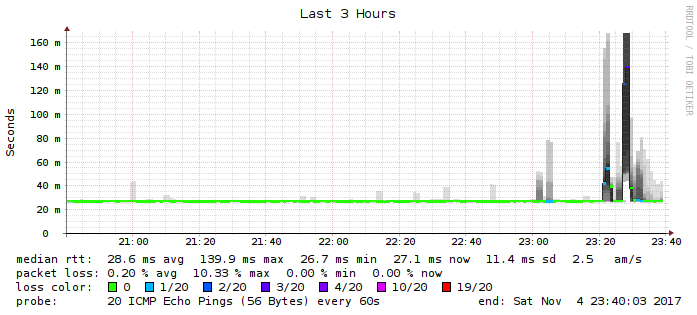 Last 3 Hours
RRDTOOL / TOBI OETIKER
Seconds
160 m
140 m
120 m
100 m
80 m
60 m
40 m
20 m
0
21:00 21:20 21:40 22:00 22:20 22:40 23:00 23:20 23:40
median rtt: 28.6 ms avg 139.9 ms max 26.7 ms min 27.1 ms now 11.4 ms sd 2.5 am/s
packet loss: 0.20 % avg 10.33 % max 0.00 % min 0.00 % now
loss color: 0 1/20 2/20 3/20 4/20 10/20 19/20
probe: 20 ICMP Echo Pings (56 Bytes) every 60s end: Sat Nov 4 23:40:03 2017